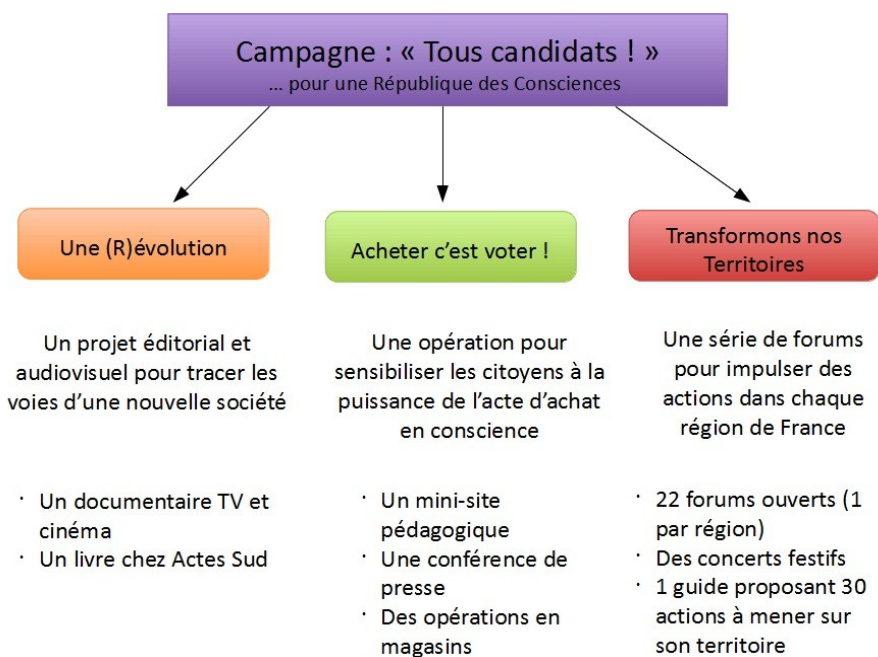 Campagne : « Tous candidats ! »
... pour une République des Consciences
Une (R)évolution
Un projet éditorial et
audiovisuel pour tracer les
voies d’une nouvelle société
· Un documentaire TV et
cinéma
· Un livre chez Actes Sud
Acheter c’est voter !
Une opération pour
sensibiliser les citoyens à la
puissance de l’acte d’achat
en conscience
· Un mini-site
pédagogique
· Une conférence de
presse
· Des opérations en
magasins
Transformons nos
Territoires
Une série de forums
pour impulser des
actions dans chaque
région de France
· 22 forums ouverts (1
par région)
· Des concerts festifs
· 1 guide proposant 30
actions à mener sur
son territoire